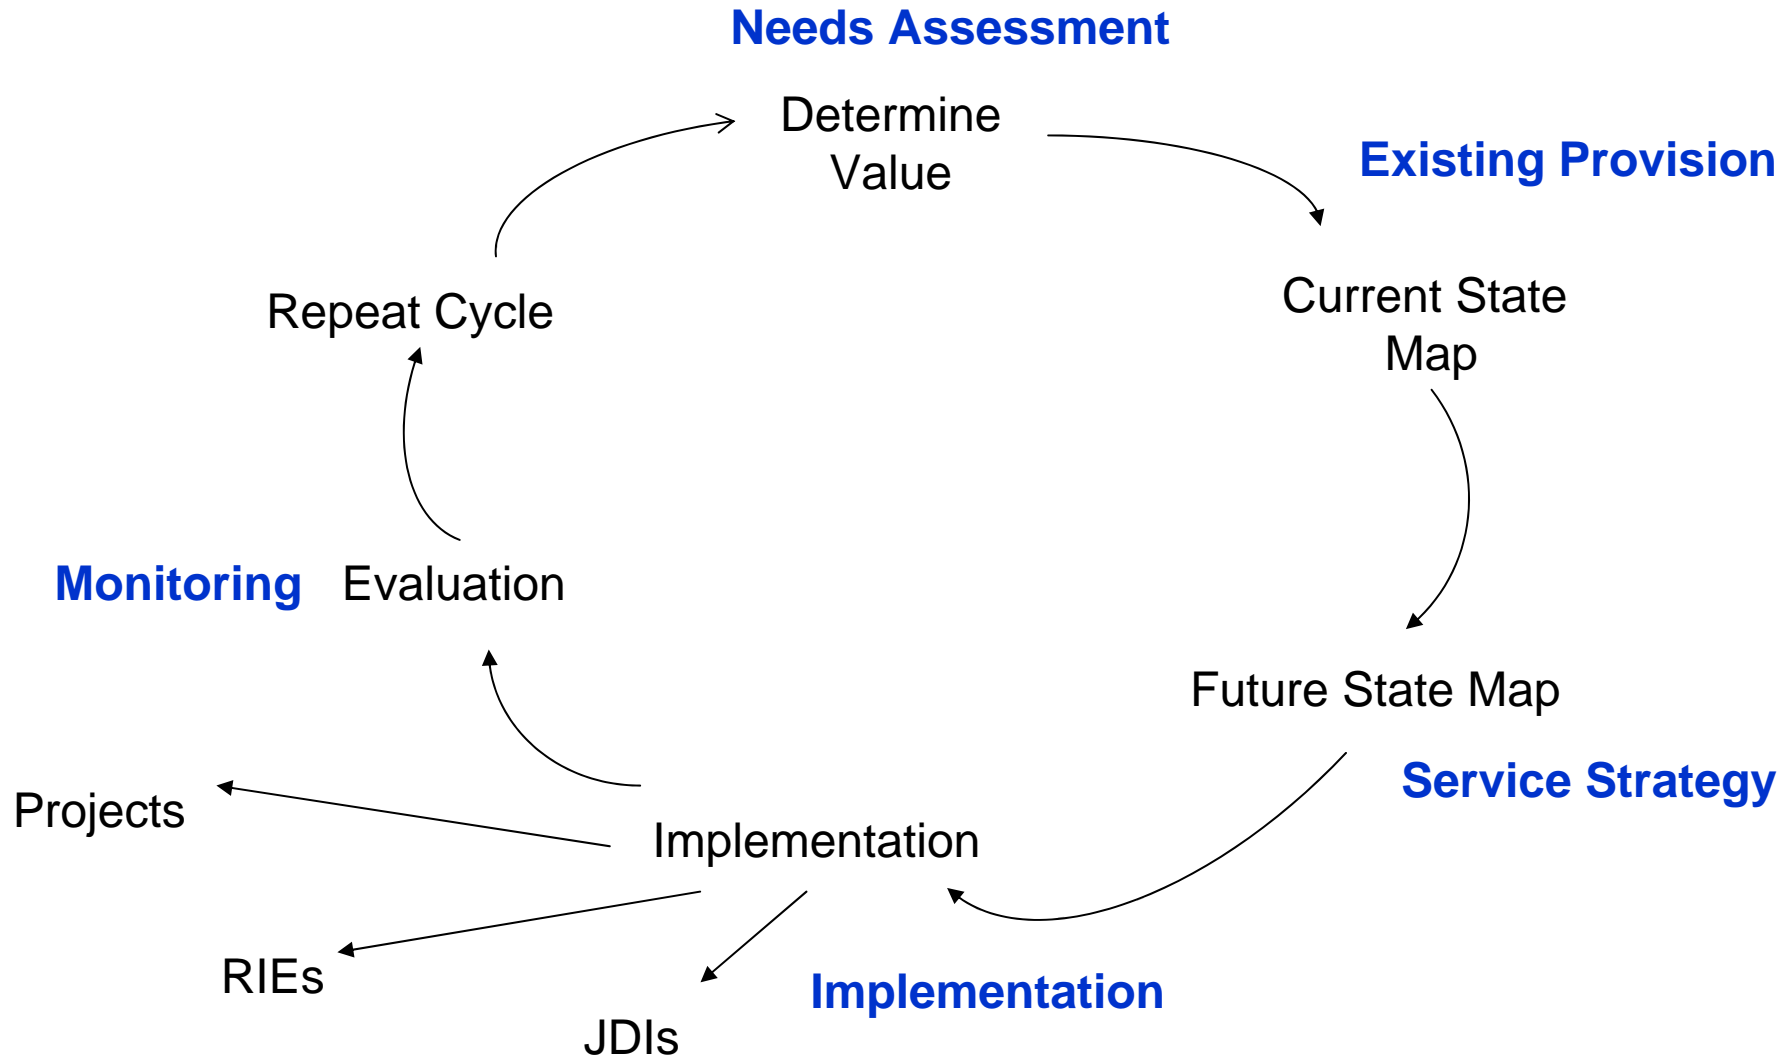 Needs Assessment
Determine
Value
Existing Provision
Current State
Map
Repeat Cycle
Monitoring
Evaluation
Future State Map
Service Strategy
Projects
Implementation
RIEs
Implementation
JDIs